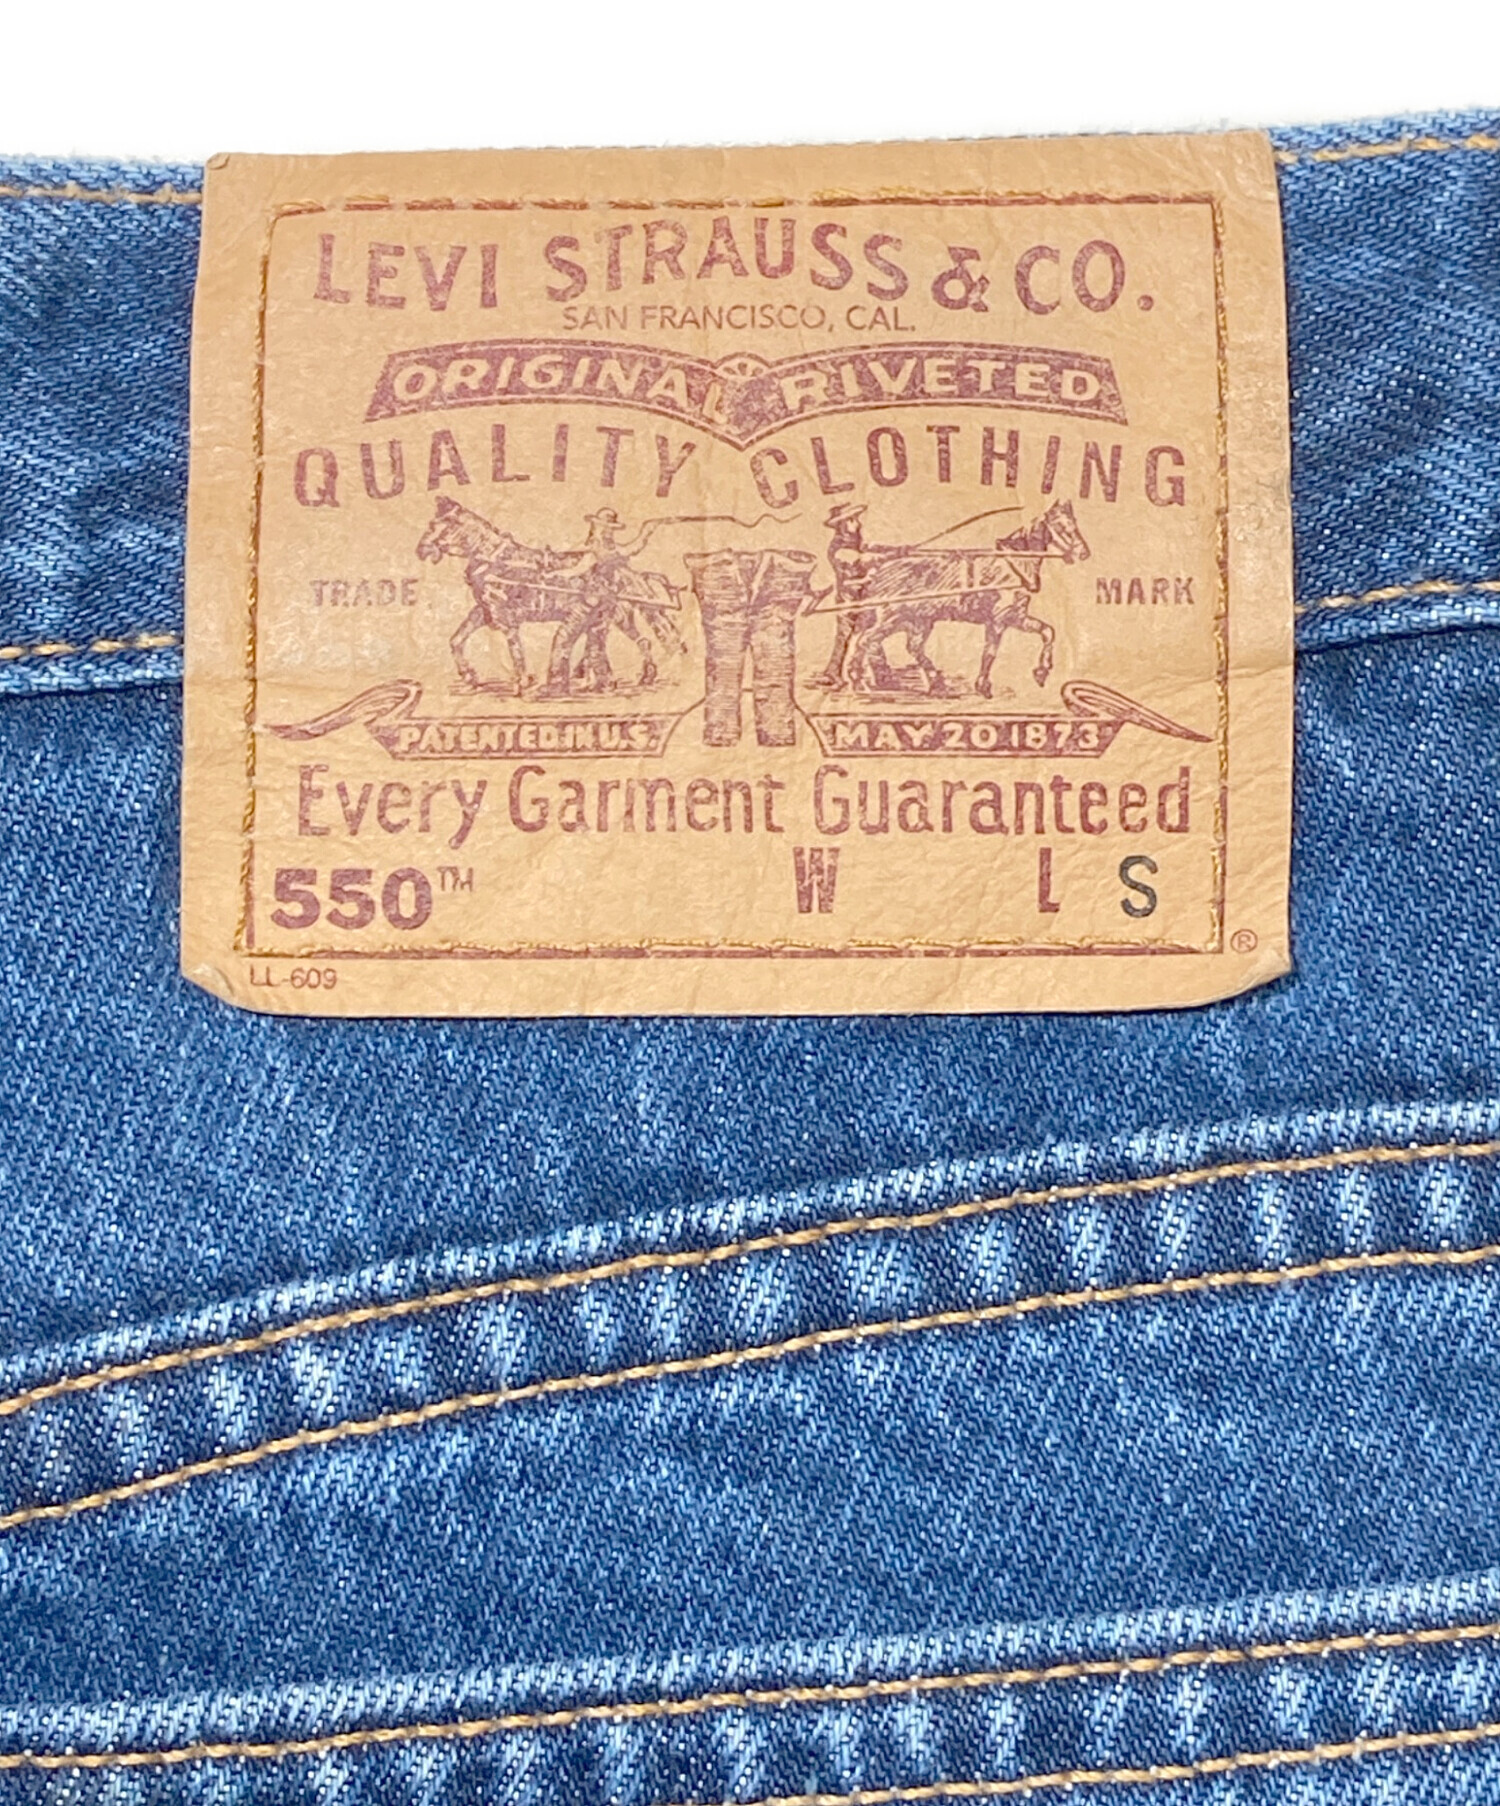 LEVI STRAUSS & CO.
SAN FRANCISCO, CAL.
ORIGINAL RIVETED
QUALITY CLOTHING
TRADE MARK
PATENTED IN U.S. MAY 20 1873
Every Garment Guaranteed
550™ W L S
®
LL-609